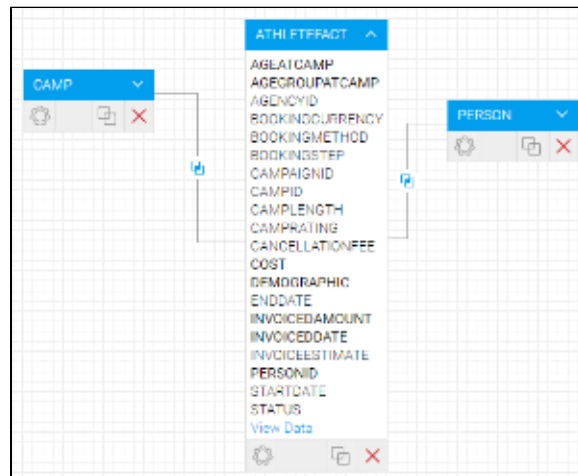 CAMP
ATHLETEFACT
AGEATCAMP
AGEGROUPATCAMP
AGENCYID
BOOKINGCURRENCY
BOOKINGMETHOD
BOOKINGSTEP
CAMPAIGNID
CAMPID
CAMPLENGTH
CAMPRATING
CANCELLATIONFEE
COST
DEMOGRAPHIC
ENDDATE
INVOICEDAMOUNT
INVOICEDDATE
INVOICEESTIMATE
PERSONID
STARTDATE
STATUS
View Data
PERSON